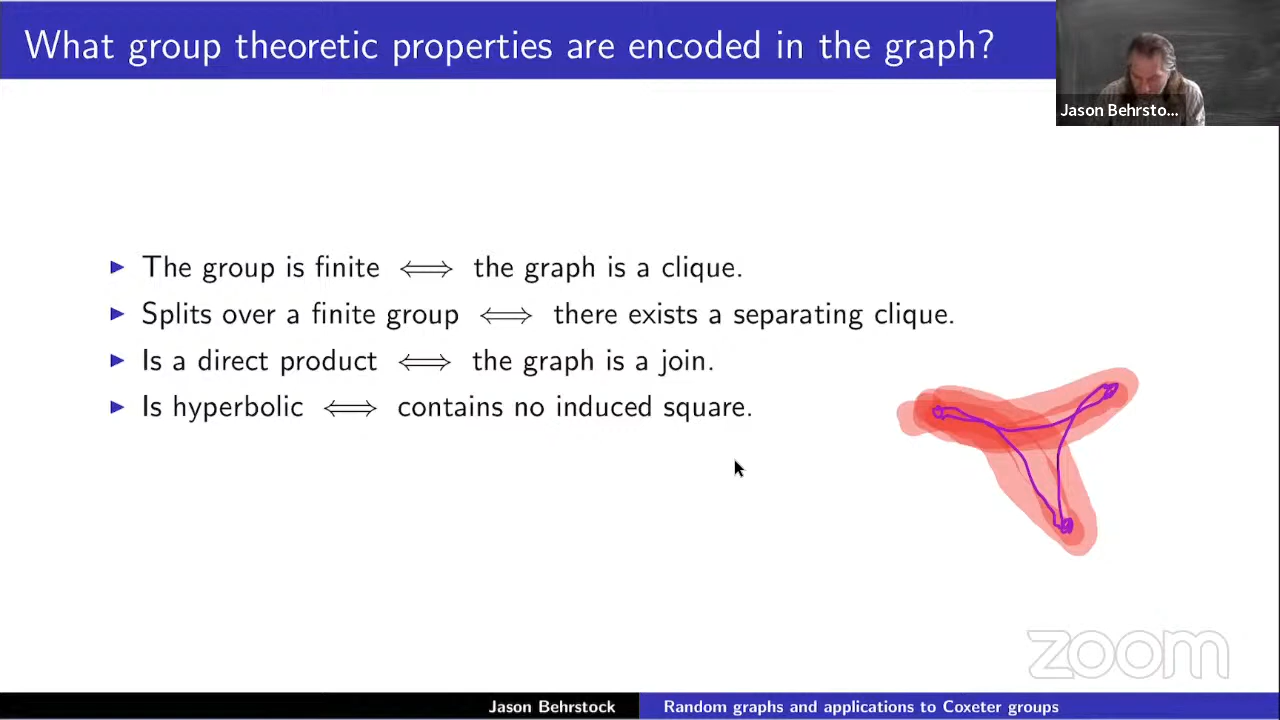 What group theoretic properties are encoded in the graph?
Jason Behrsto...
▶ The group is finite ⟺ the graph is a clique.
▶ Splits over a finite group ⟺ there exists a separating clique.
▶ Is a direct product ⟺ the graph is a join.
▶ Is hyperbolic ⟺ contains no induced square.
zoom
Jason Behrstock
Random graphs and applications to Coxeter groups